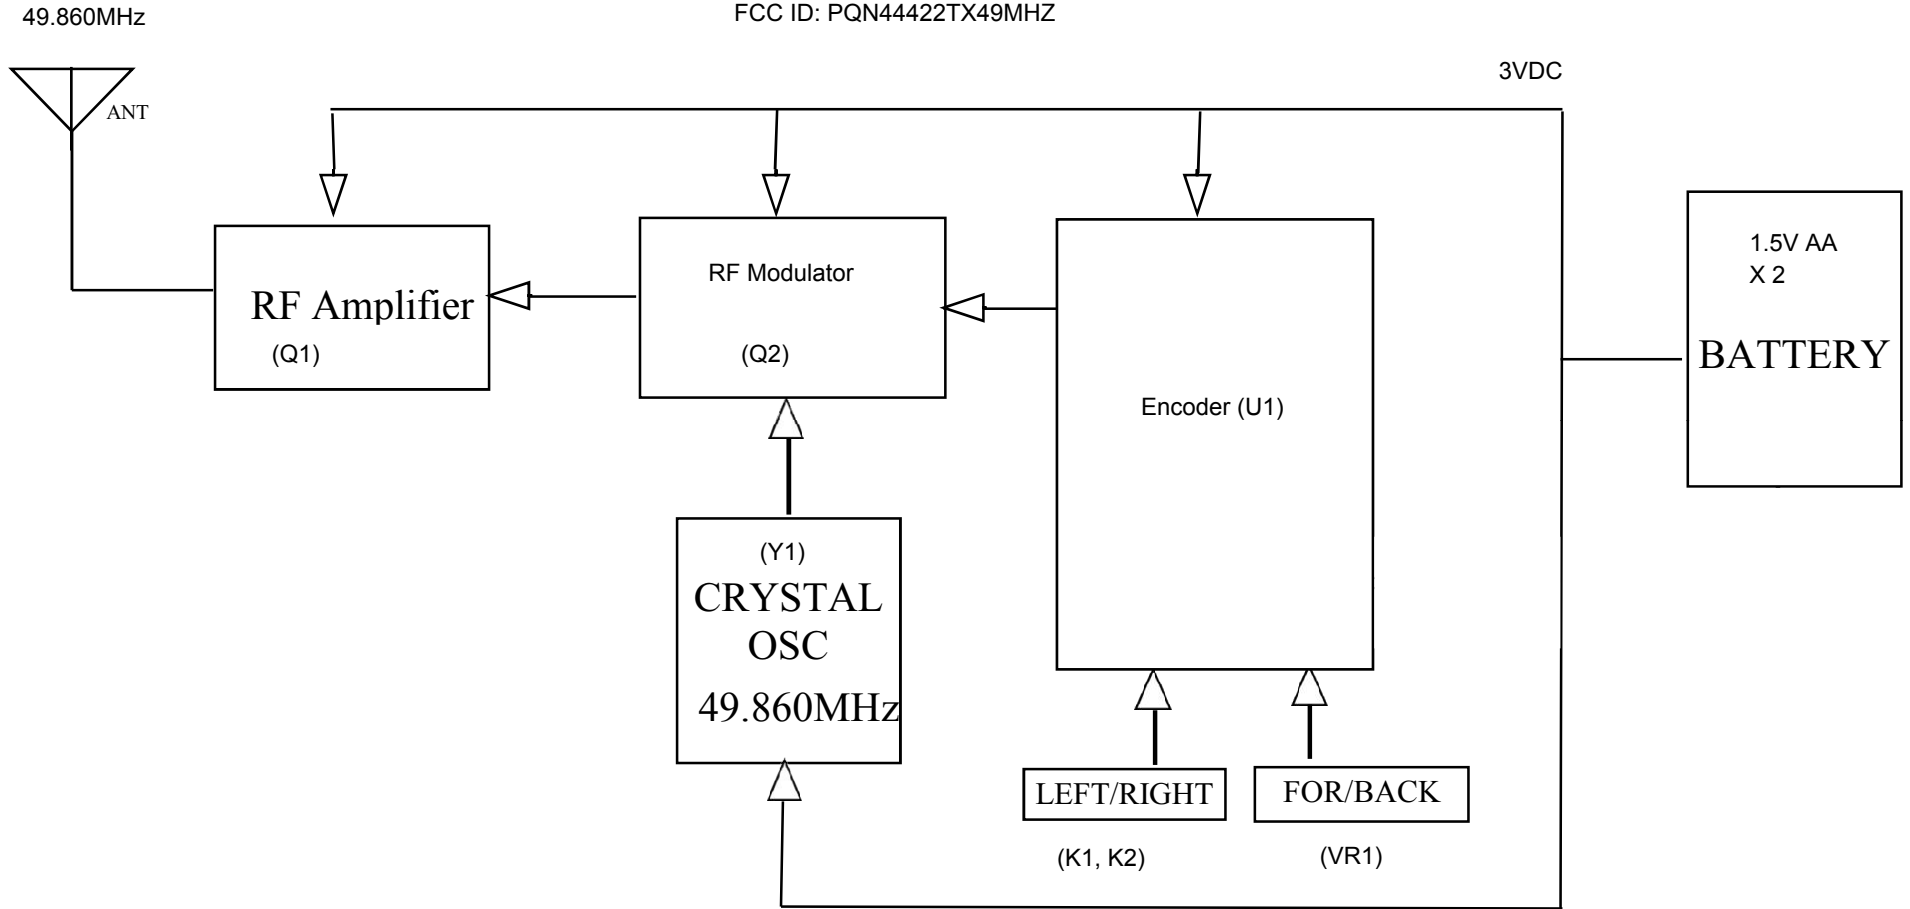 49.860MHz
FCC ID: PQN44422TX49MHZ
3VDC
ANT
RF Amplifier
(Q1)
RF Modulator
(Q2)
Encoder (U1)
1.5V AA
X 2
BATTERY
(Y1)
CRYSTAL
OSC
49.860MHz
LEFT/RIGHT
(K1, K2)
FOR/BACK
(VR1)